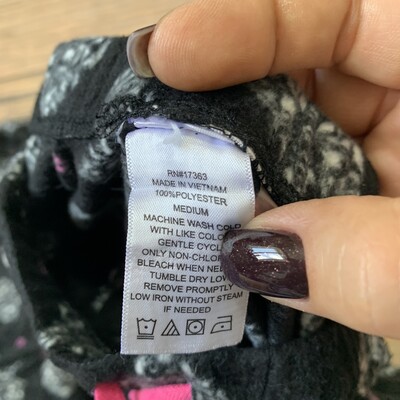 RN#17363
MADE IN VIETNAM
100%POLYESTER
MEDIUM
MACHINE WASH COLD
WITH LIKE
GENTLE
ONLY
BLEACH WHEN
TUMBLE DRY LOW
REMOVE PROMPTLY
LOW IRON WITHOUT STEAM
IF NEEDED